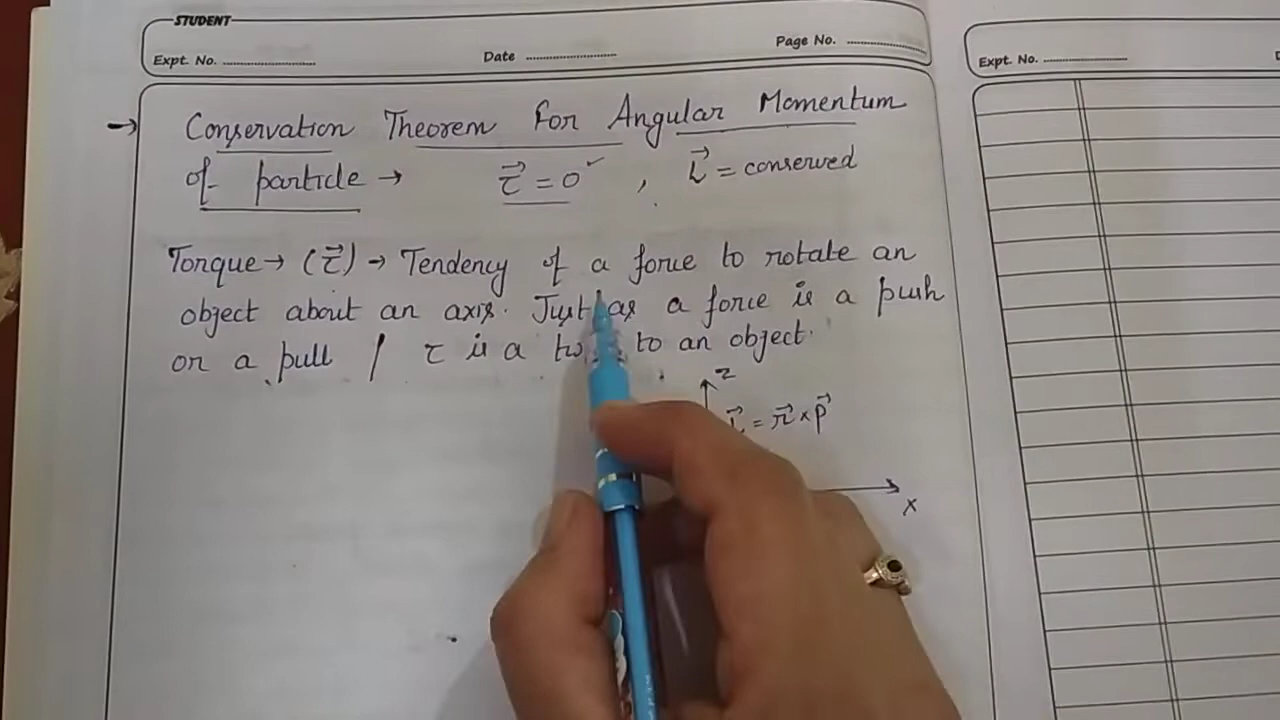 STUDENT
Expt. No. Date Page No.
Expt. No.
→ Conservation Theorem For Angular Momentum
of particle → τ⃗ = 0 ✓ , L⃗ = conserved
Torque → (τ⃗) → Tendency of a force to rotate an
object about an axis. Just as a force is a push
or a pull / τ is a to an object.
z
L⃗ = r⃗ × p⃗
x